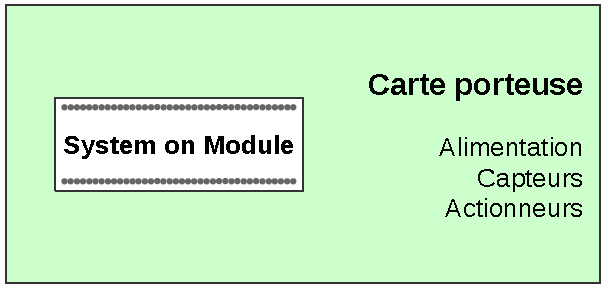 Carte porteuse
System on Module
Alimentation
Capteurs
Actionneurs